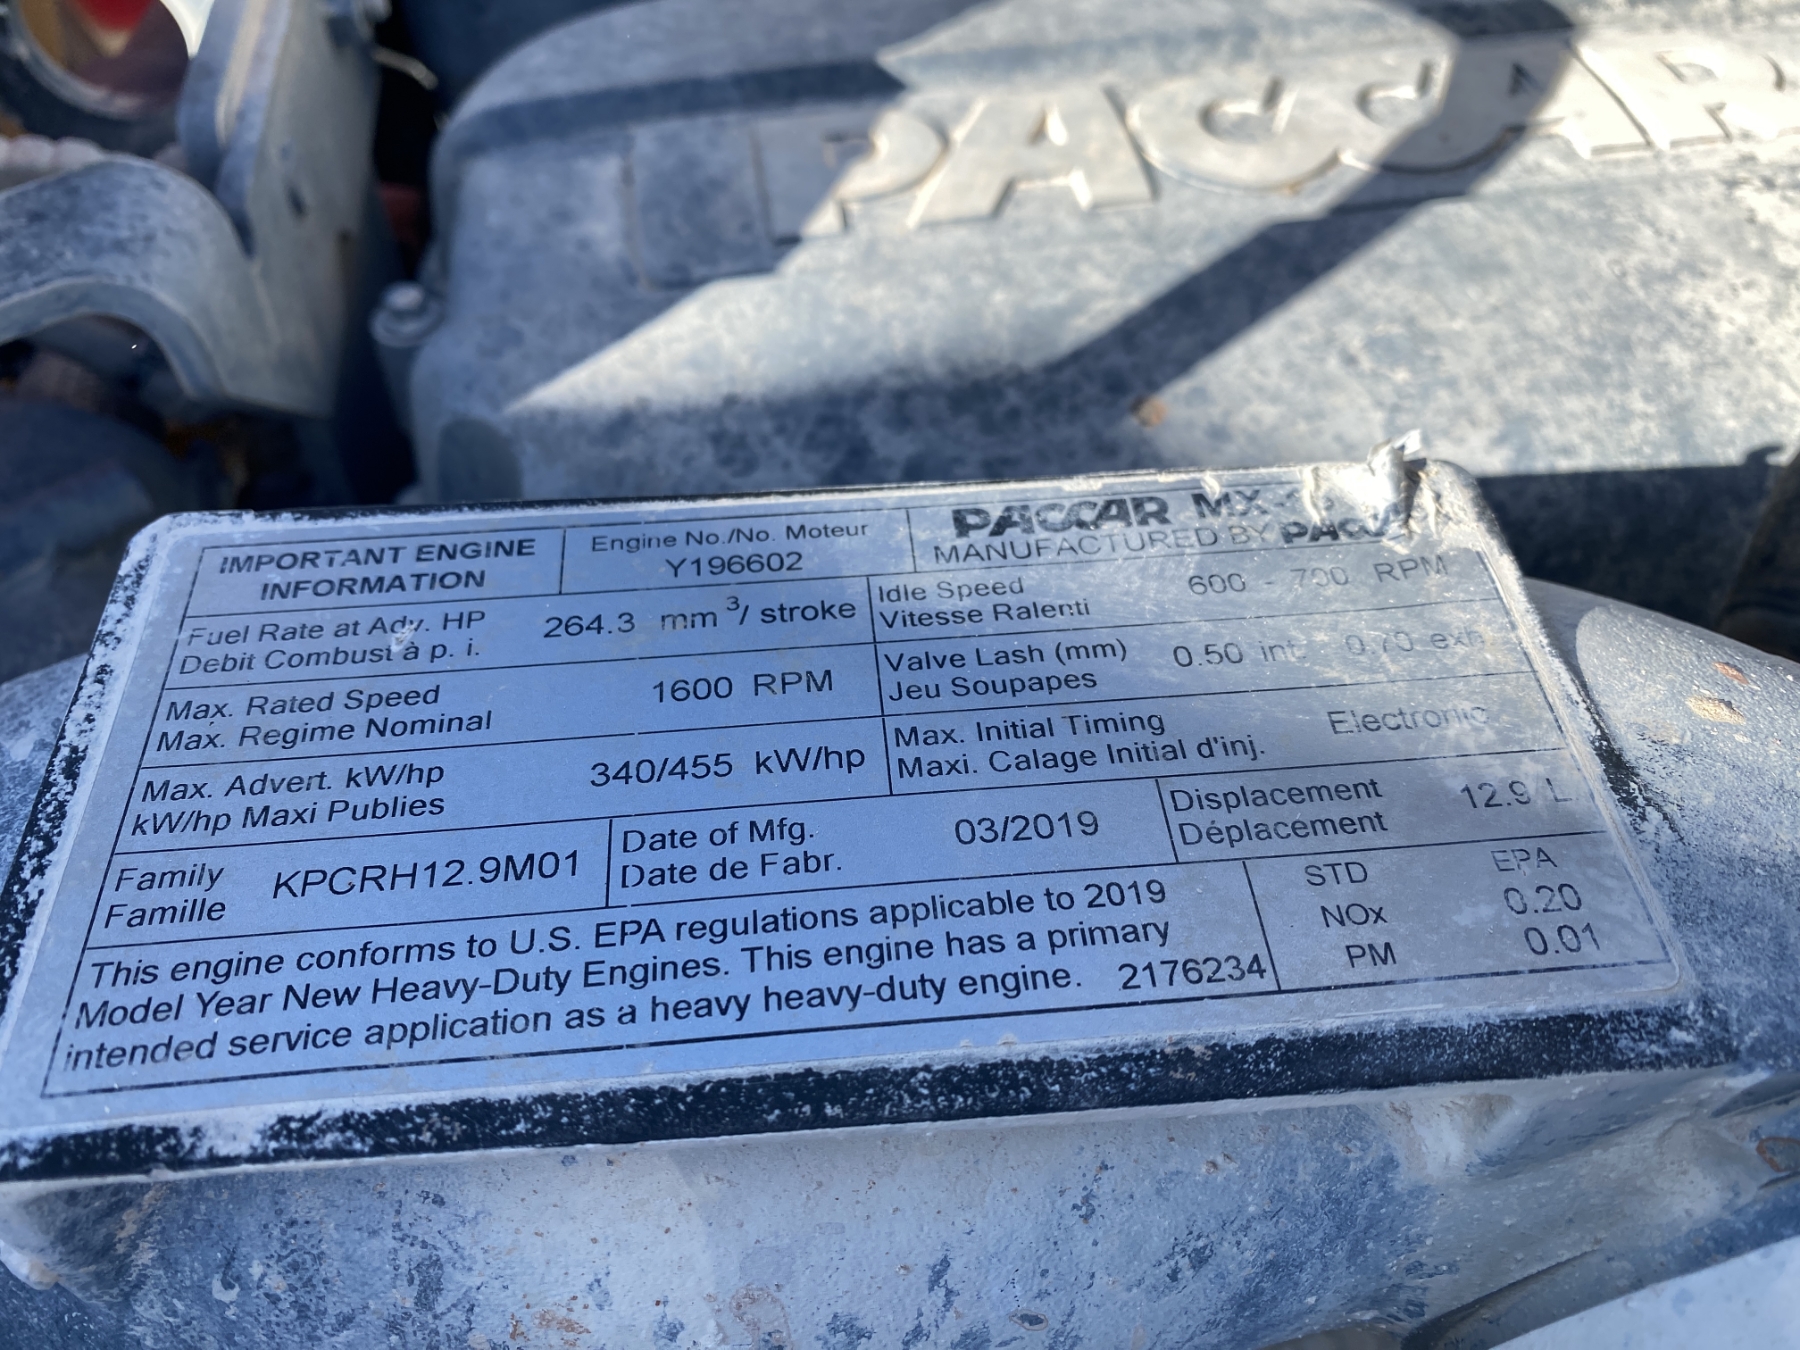 PACCAR
IMPORTANT ENGINE
INFORMATION
Engine No./No. Moteur
Y196602
PACCAR
MANUFACTURED BY
Fuel Rate at Adv. HP
Debit Combust à p. i.
264.3 mm3/ stroke
Idle Speed
Vitesse Ralenti
600 - 700 RPM
Max. Rated Speed
Max. Regime Nominal
1600 RPM
Valve Lash (mm)
Jeu Soupapes
0.50 int 0.70 exh
Max. Advert. kW/hp
kW/hp Maxi Publies
340/455 kW/hp
Max. Initial Timing
Maxi. Calage Initial d'inj.
Electronic
Family
Famille
KPCRH12.9M01
Date of Mfg.
Date de Fabr.
03/2019
Displacement
Déplacement
12.9 L
This engine conforms to U.S. EPA regulations applicable to 2019
Model Year New Heavy-Duty Engines. This engine has a primary
intended service application as a heavy heavy-duty engine. 2176234
STD EPA
NOx 0.20
PM 0.01